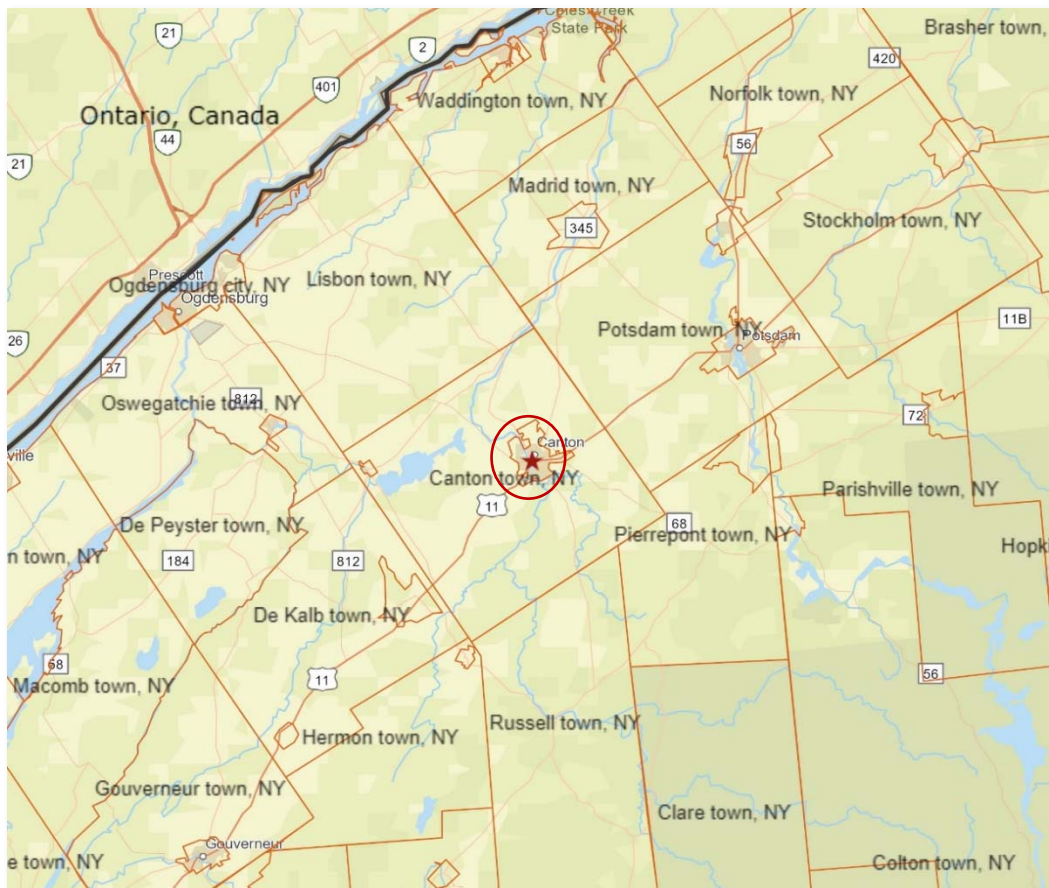 Coles Creek
State Park
21
2
Brasher town,
420
401
Waddington town, NY
Norfolk town, NY
Ontario, Canada
44
56
21
Madrid town, NY
345
Stockholm town, NY
Prescott
Lisbon town, NY
Ogdensburg city, NY
Ogdensburg
26
Potsdam town, NY
Potsdam
11B
37
812
Oswegatchie town, NY
72
ville
Canton
Canton town, NY
11
Parishville town, NY
De Peyster town, NY
68
Pierrepont town, NY
n town, NY
184
812
Hopk
De Kalb town, NY
68
Macomb town, NY
11
56
Hermon town, NY
Russell town, NY
Gouverneur town, NY
Clare town, NY
Gouverneur
e town, NY
Colton town, NY